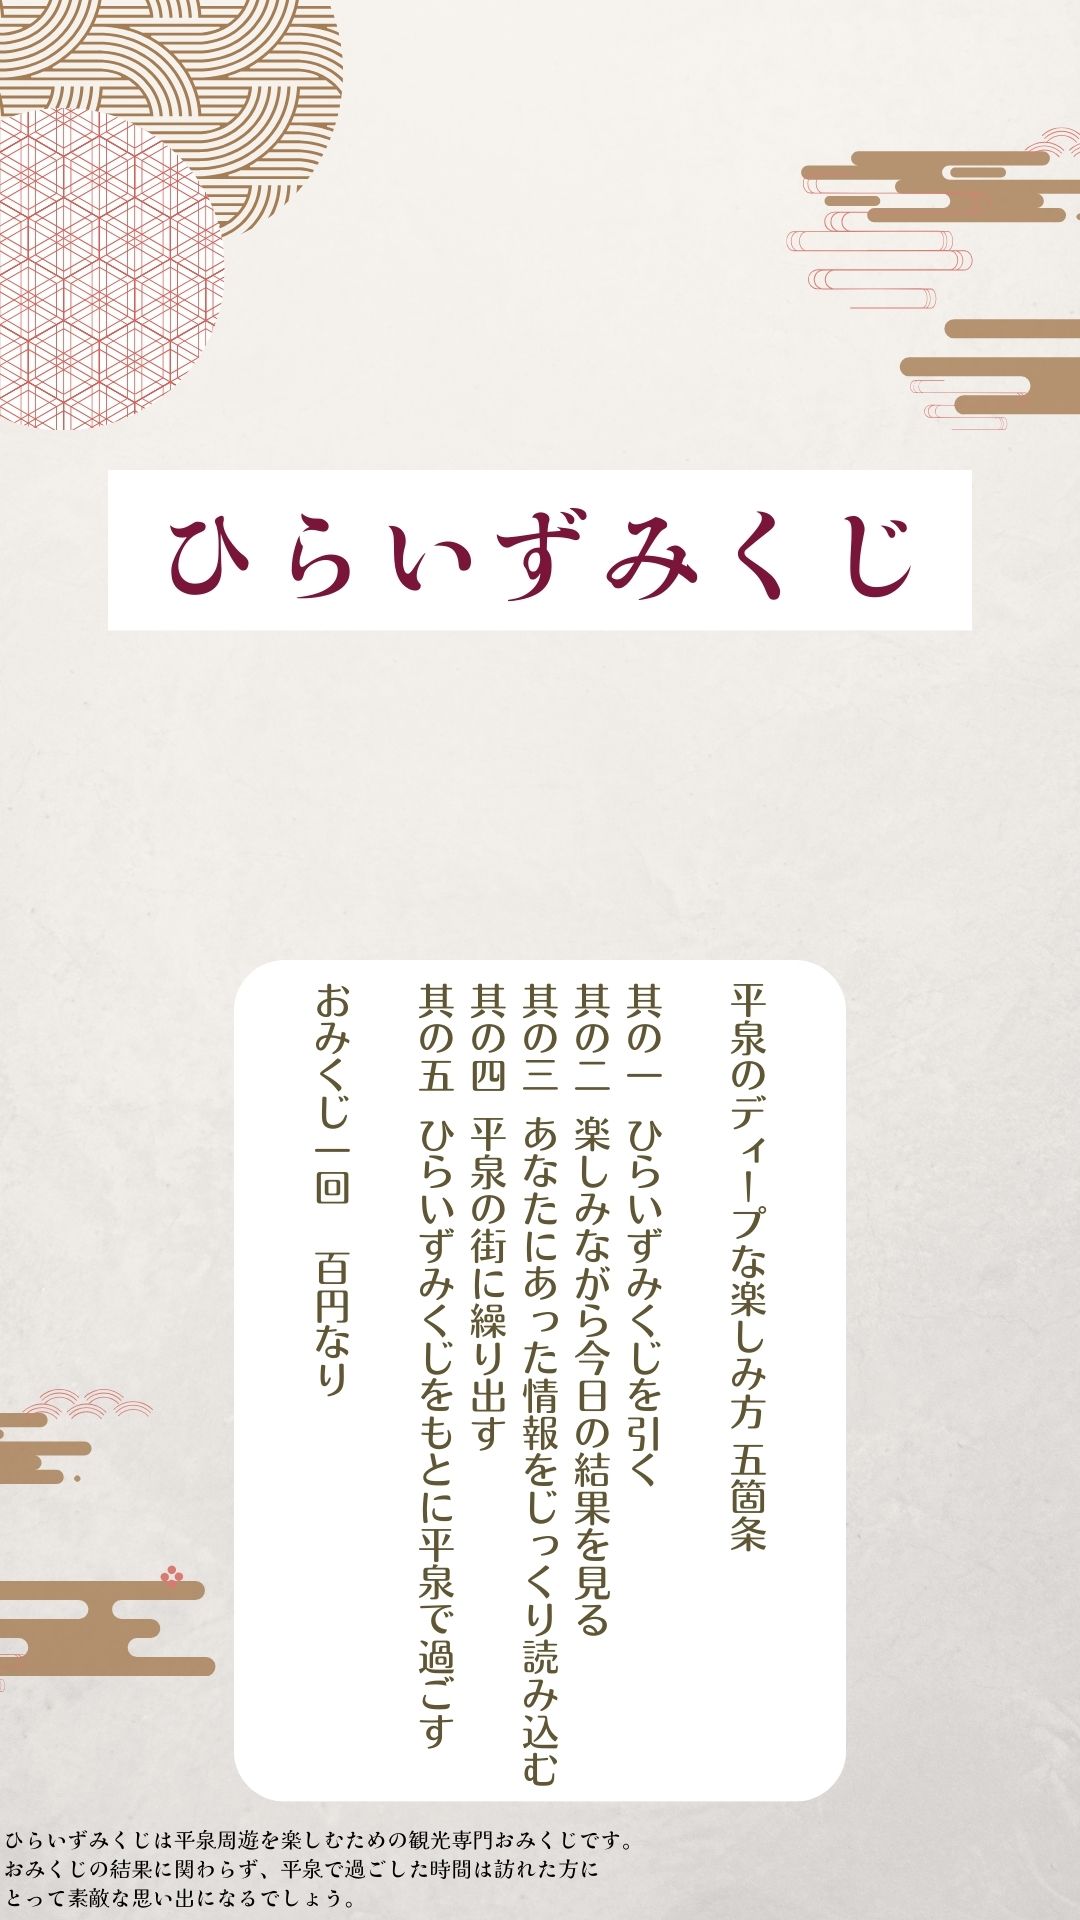 ひらいずみくじ
平泉のディープな楽しみ方 五箇条
其の一 ひらいずみくじを引く
其の二 楽しみながら今日の結果を見る
其の三 あなたにあった情報をじっくり読み込む
其の四 平泉の街に繰り出す
其の五 ひらいずみくじをもとに平泉で過ごす
おみくじ一回　百円なり
ひらいずみくじは平泉周遊を楽しむための観光専門おみくじです。
おみくじの結果に関わらず、平泉で過ごした時間は訪れた方に
とって素敵な思い出になるでしょう。